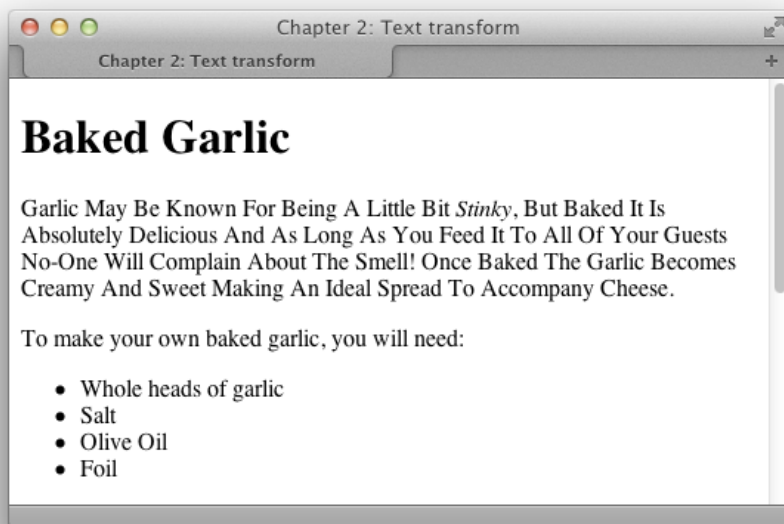 Chapter 2: Text transform
Chapter 2: Text transform
Baked Garlic
Garlic May Be Known For Being A Little Bit Stinky, But Baked It Is
Absolutely Delicious And As Long As You Feed It To All Of Your Guests
No-One Will Complain About The Smell! Once Baked The Garlic Becomes
Creamy And Sweet Making An Ideal Spread To Accompany Cheese.
To make your own baked garlic, you will need:
• Whole heads of garlic
• Salt
• Olive Oil
• Foil